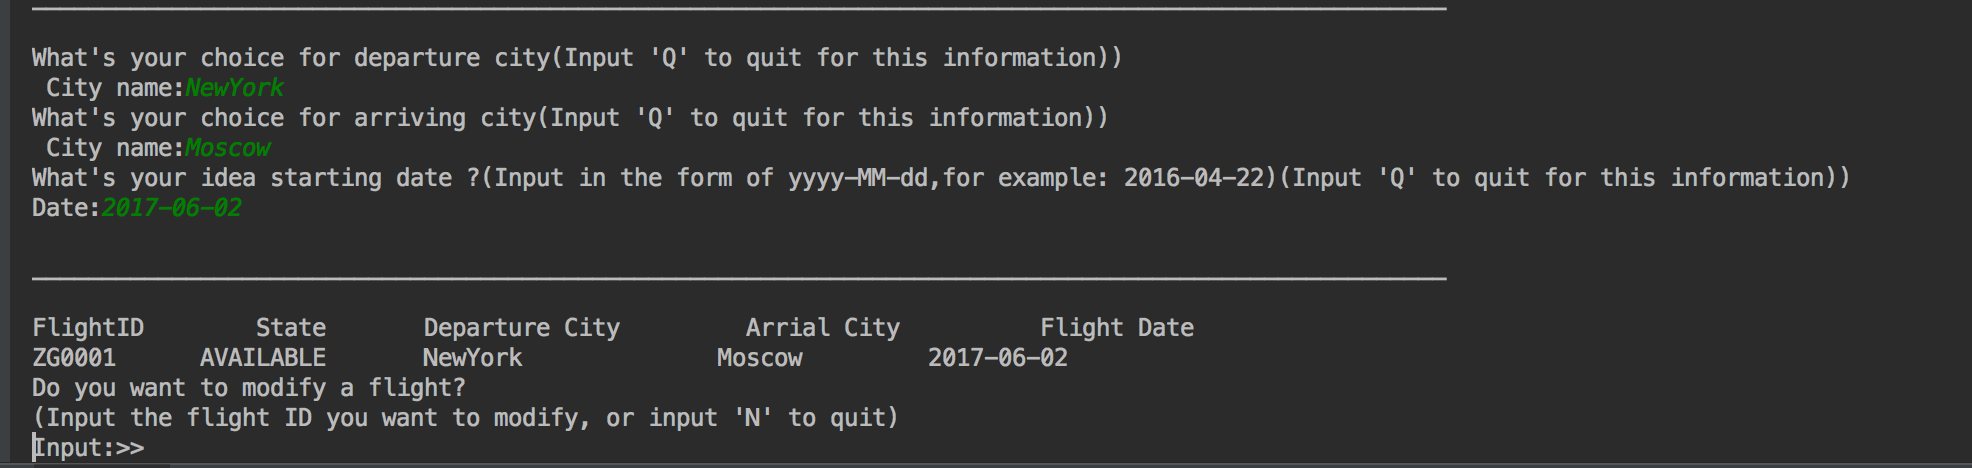 What's your choice for departure city(Input 'Q' to quit for this information))
City name:NewYork
What's your choice for arriving city(Input 'Q' to quit for this information))
City name:Moscow
What's your idea starting date ?(Input in the form of yyyy-MM-dd,for example: 2016-04-22)(Input 'Q' to quit for this information))
Date:2017-06-02
FlightID State Departure City Arrial City Flight Date
ZG0001 AVAILABLE NewYork Moscow 2017-06-02
Do you want to modify a flight?
(Input the flight ID you want to modify, or input 'N' to quit)
Input:>>